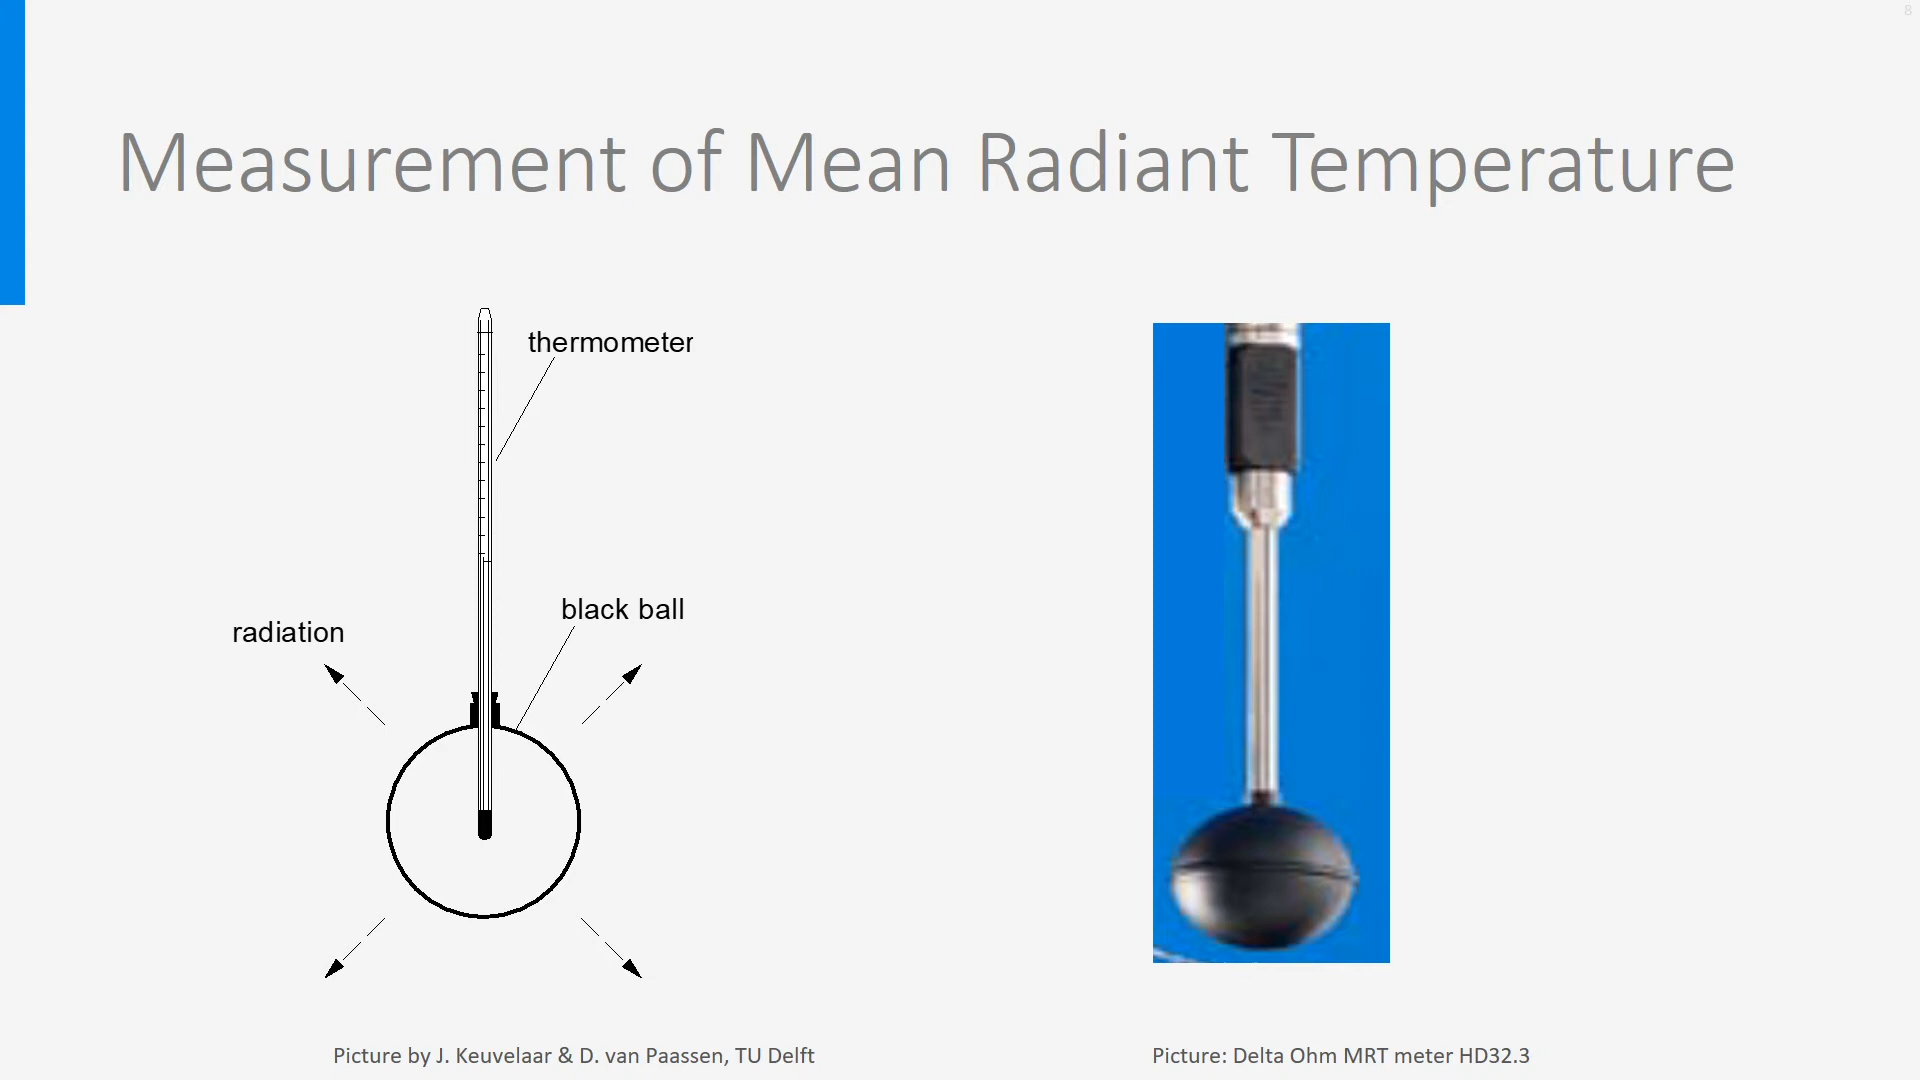 8
Measurement of Mean Radiant Temperature
thermometer
black ball
radiation
Picture by J. Keuvelaar & D. van Paassen, TU Delft
Picture: Delta Ohm MRT meter HD32.3